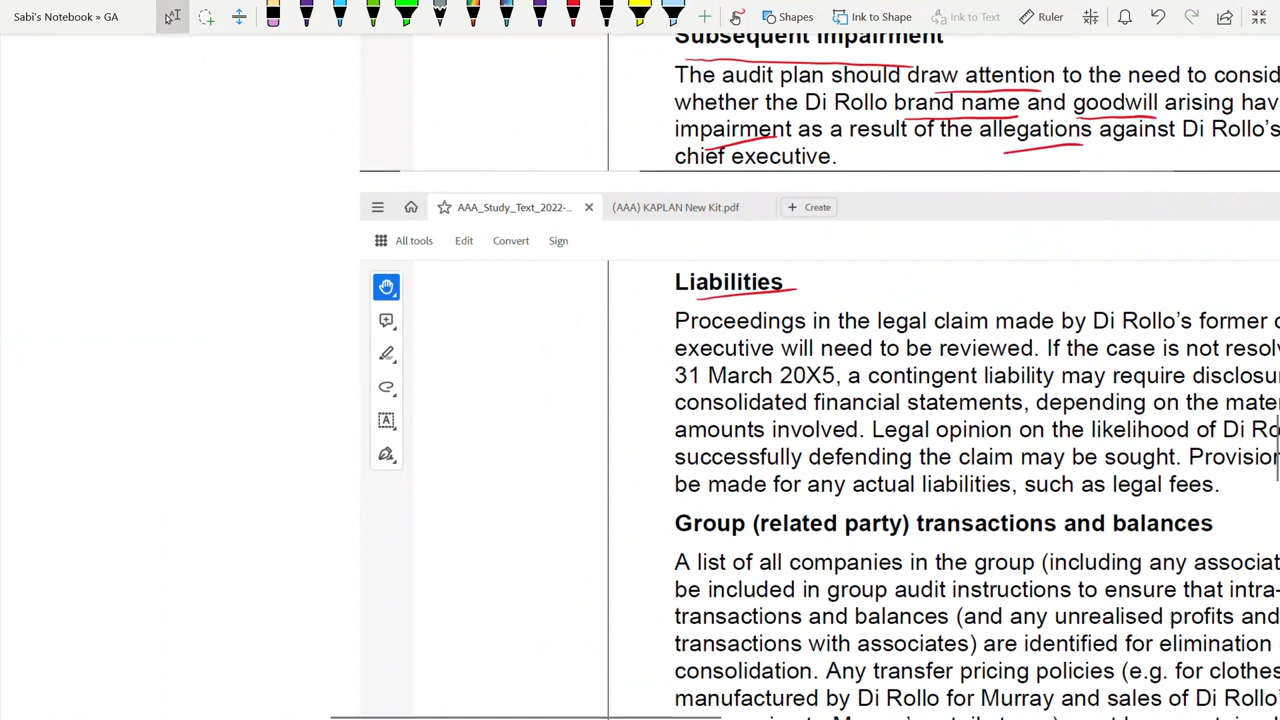 Sabi's Notebook » GA
Shapes
Ink to Shape
Ink to Text
Ruler
Subsequent impairment
The audit plan should draw attention to the need to consid
whether the Di Rollo brand name and goodwill arising hav
impairment as a result of the allegations against Di Rollo's
chief executive.
AAA_Study_Text_2022-...
(AAA) KAPLAN New Kit.pdf
+ Create
All tools
Edit
Convert
Sign
Liabilities
Proceedings in the legal claim made by Di Rollo's former c
executive will need to be reviewed. If the case is not resol
31 March 20X5, a contingent liability may require disclosu
consolidated financial statements, depending on the mate
amounts involved. Legal opinion on the likelihood of Di Ro
successfully defending the claim may be sought. Provision
be made for any actual liabilities, such as legal fees.
Group (related party) transactions and balances
A list of all companies in the group (including any associat
be included in group audit instructions to ensure that intra-
transactions and balances (and any unrealised profits and
transactions with associates) are identified for elimination
consolidation. Any transfer pricing policies (e.g. for clothes
manufactured by Di Rollo for Murray and sales of Di Rollo's